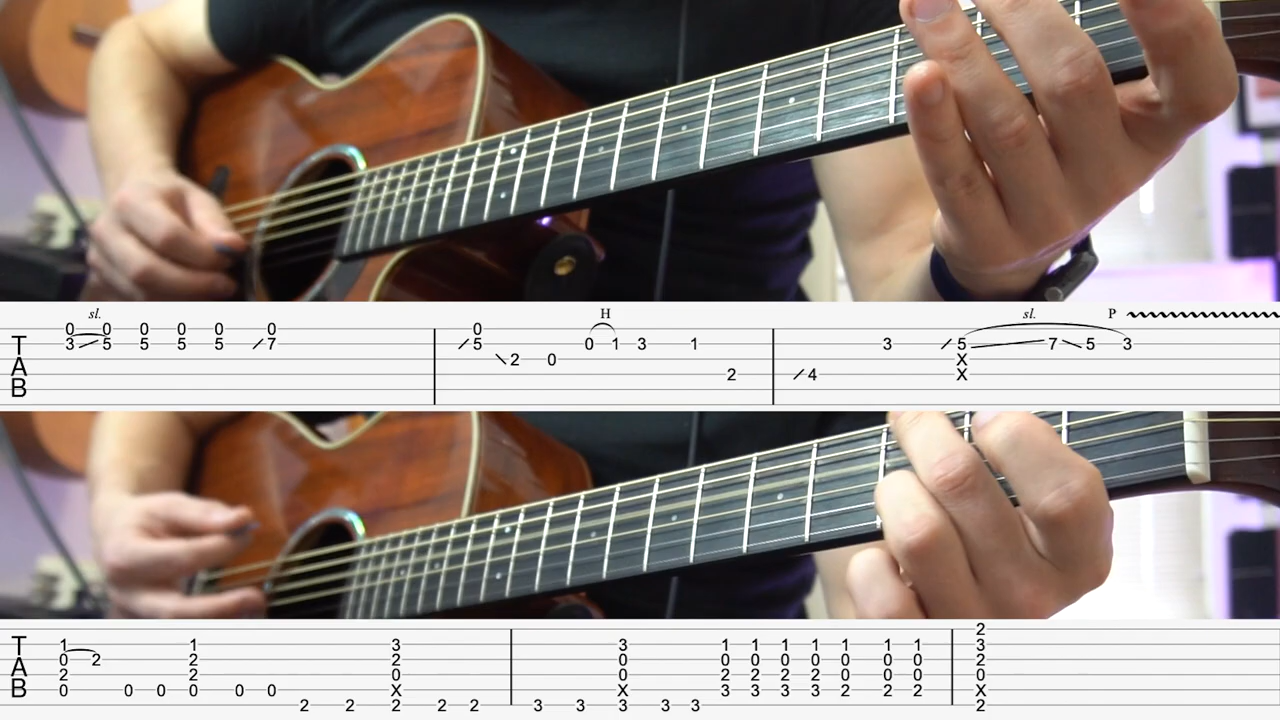 sl. H sl. P
0 0 0 0 0 0 0
T 3 5 5 5 5 7 5 0 1 3 1 3 5 7 5 3
A 2 0 X
B 2 4 X
2
T 1 1 3 3 1 1 1 1 1 1 1 3
A 0 2 2 2 0 0 0 0 0 0 0 0 2
2 2 0 0 2 2 2 2 2 2 2 0
B 0 0 0 0 0 0 X X 3 3 3 3 2 2 2 X
2 2 2 2 2 3 3 3 3 3 2